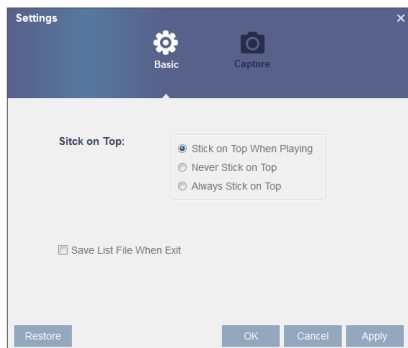 Settings
Basic
Capture
Sitck on Top:
Stick on Top When Playing
Never Stick on Top
Always Stick on Top
Save List File When Exit
Restore
OK
Cancel
Apply